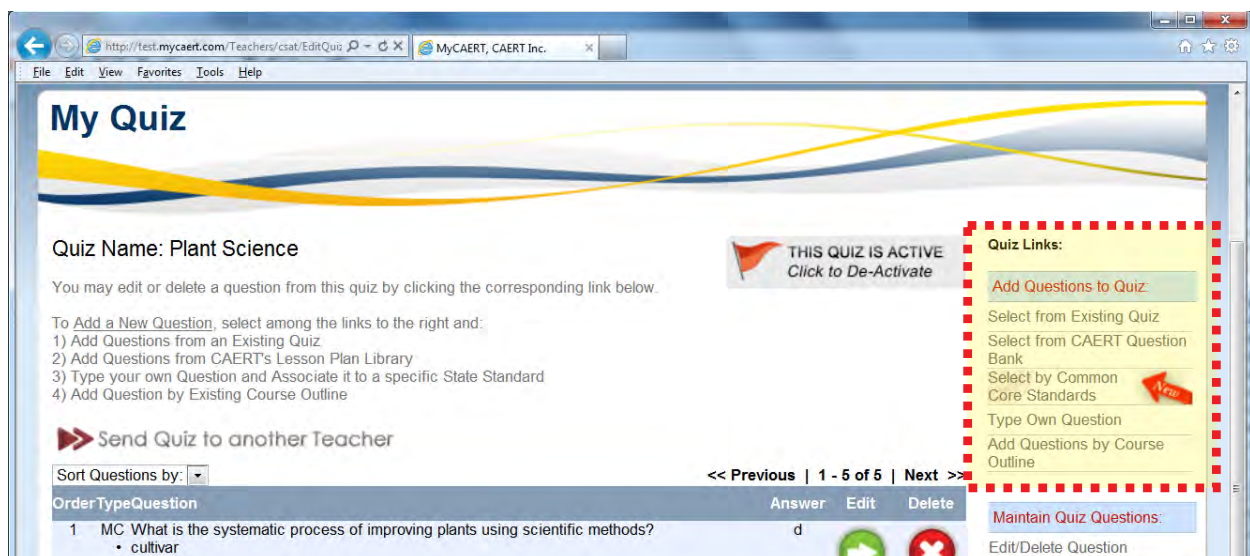 http://test.mycaert.com/Teachers/csat/EditQuiz
MyCAERT, CAERT Inc.
File Edit View Favorites Tools Help
My Quiz
Quiz Name: Plant Science
THIS QUIZ IS ACTIVE
Click to De-Activate
You may edit or delete a question from this quiz by clicking the corresponding link below.
To Add a New Question, select among the links to the right and:
1) Add Questions from an Existing Quiz
2) Add Questions from CAERT's Lesson Plan Library
3) Type your own Question and Associate it to a specific State Standard
4) Add Question by Existing Course Outline
Send Quiz to another Teacher
Sort Questions by:
<< Previous | 1 - 5 of 5 | Next >>
Order Type Question Answer Edit Delete
1 MC What is the systematic process of improving plants using scientific methods? d
• cultivar
Quiz Links:
Add Questions to Quiz:
Select from Existing Quiz
Select from CAERT Question
Bank
Select by Common
Core Standards
New
Type Own Question
Add Questions by Course
Outline
Maintain Quiz Questions:
Edit/Delete Question